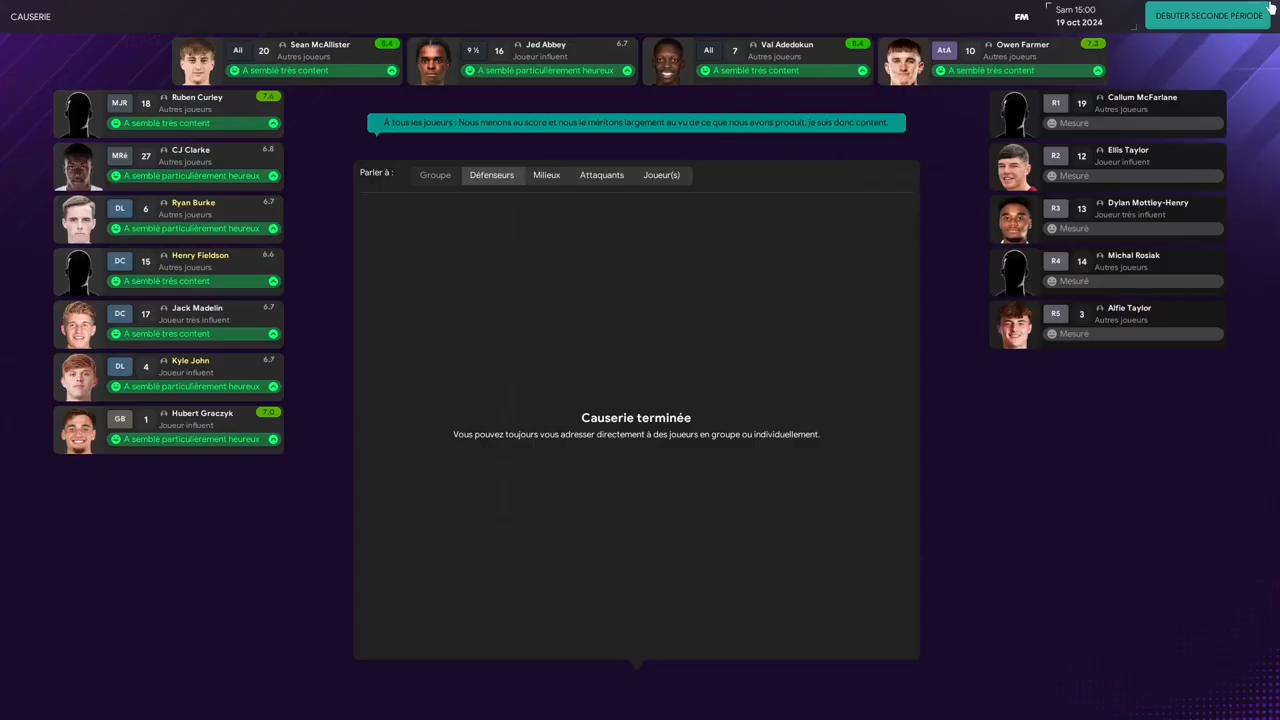 CAUSERIE
FM
Sam 15:00
19 oct 2024
DÉBUTER SECONDE PÉRIODE
Ail 20 Sean McAllister 8.4
Autres joueurs
A semblé très content
9 ½ 16 Jed Abbey 6.7
Joueur influent
A semblé particulièrement heureux
Ail 7 Val Adedokun 8.4
Autres joueurs
A semblé très content
AtA 10 Owen Farmer 7.3
Autres joueurs
A semblé très content
MJR 18 Ruben Curley 7.6
Autres joueurs
A semblé très content
MRé 27 CJ Clarke 6.8
Autres joueurs
A semblé particulièrement heureux
DL 6 Ryan Burke 6.7
Autres joueurs
A semblé particulièrement heureux
DC 15 Henry Fieldson 6.6
Autres joueurs
A semblé très content
DC 17 Jack Madelin 6.7
Joueur très influent
A semblé très content
DL 4 Kyle John 6.7
Joueur influent
A semblé particulièrement heureux
GB 1 Hubert Graczyk 7.0
Joueur influent
A semblé particulièrement heureux
À tous les joueurs : Nous menons au score et nous le méritons largement au vu de ce que nous avons produit, je suis donc content.
Parler à : Groupe Défenseurs Milieux Attaquants Joueur(s)
Causerie terminée
Vous pouvez toujours vous adresser directement à des joueurs en groupe ou individuellement.
R1 19 Callum McFarlane
Autres joueurs
Mesuré
R2 12 Ellis Taylor
Joueur influent
Mesuré
R3 13 Dylan Mottley-Henry
Joueur très influent
Mesuré
R4 14 Michal Rosiak
Autres joueurs
Mesuré
R5 3 Alfie Taylor
Autres joueurs
Mesuré